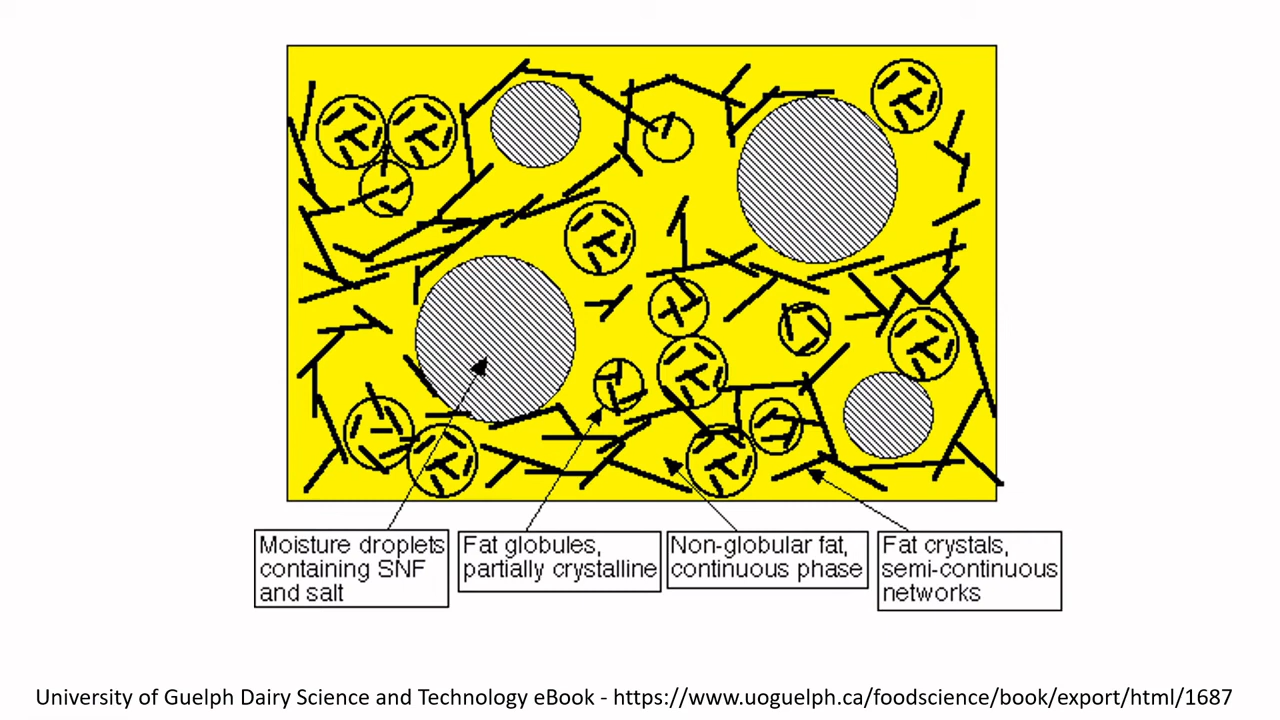 Moisture droplets
containing SNF
and salt
Fat globules,
partially crystalline
Non-globular fat,
continuous phase
Fat crystals,
semi-continuous
networks
University of Guelph Dairy Science and Technology eBook - https://www.uoguelph.ca/foodscience/book/export/html/1687